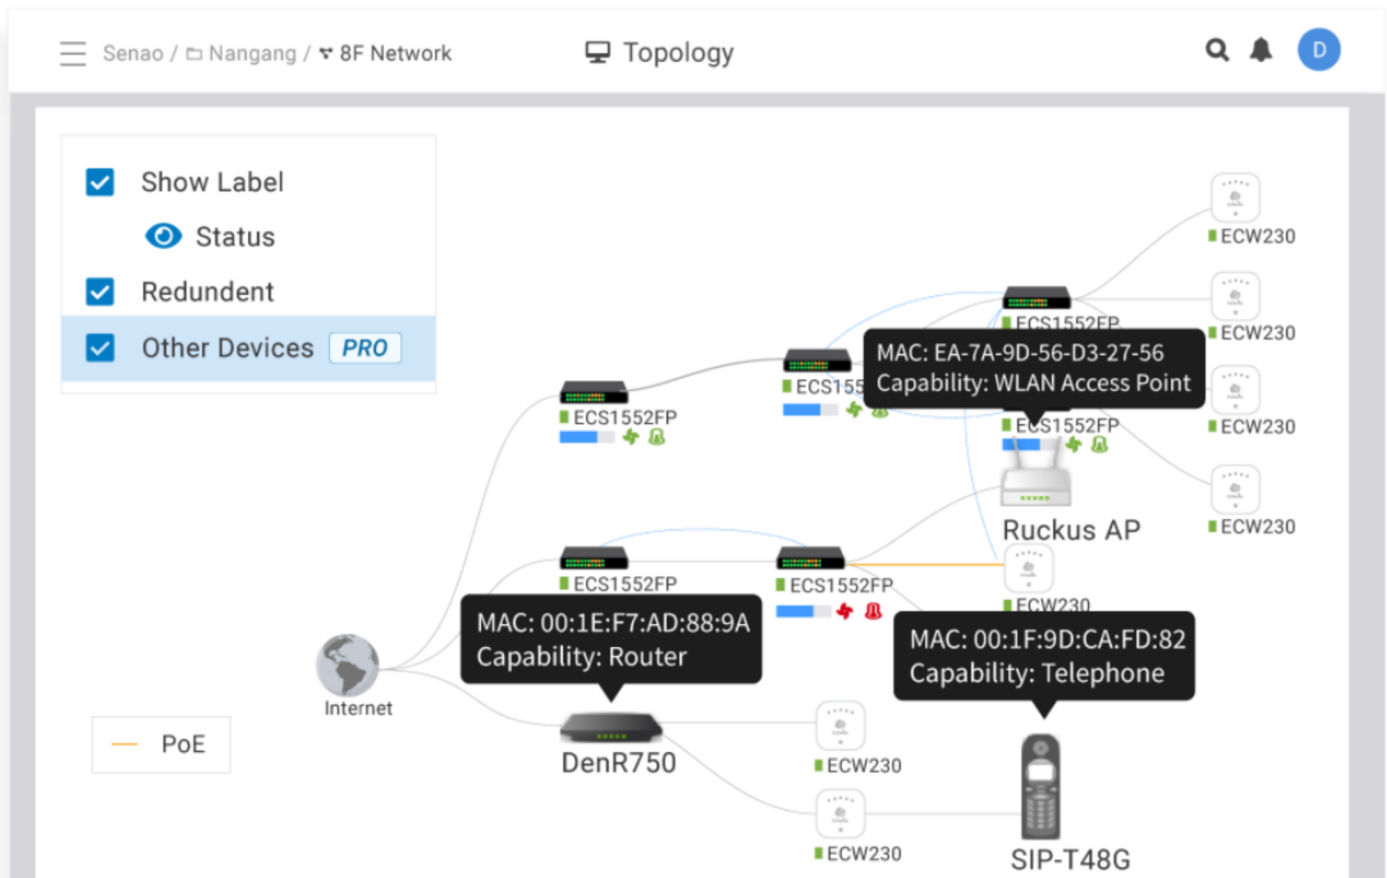 Senao / Nangang / 8F Network
Topology
D
Show Label
Status
Redundent
Other Devices PRO
ECW230
ECW230
ECS1552FP
MAC: EA-7A-9D-56-D3-27-56
Capability: WLAN Access Point
ECS155
ECS1552FP
ECS1552FP
ECW230
ECW230
Ruckus AP
ECS1552FP
ECS1552FP
ECW230
MAC: 00:1E:F7:AD:88:9A
Capability: Router
MAC: 00:1F:9D:CA:FD:82
Capability: Telephone
Internet
PoE
DenR750
ECW230
ECW230
SIP-T48G